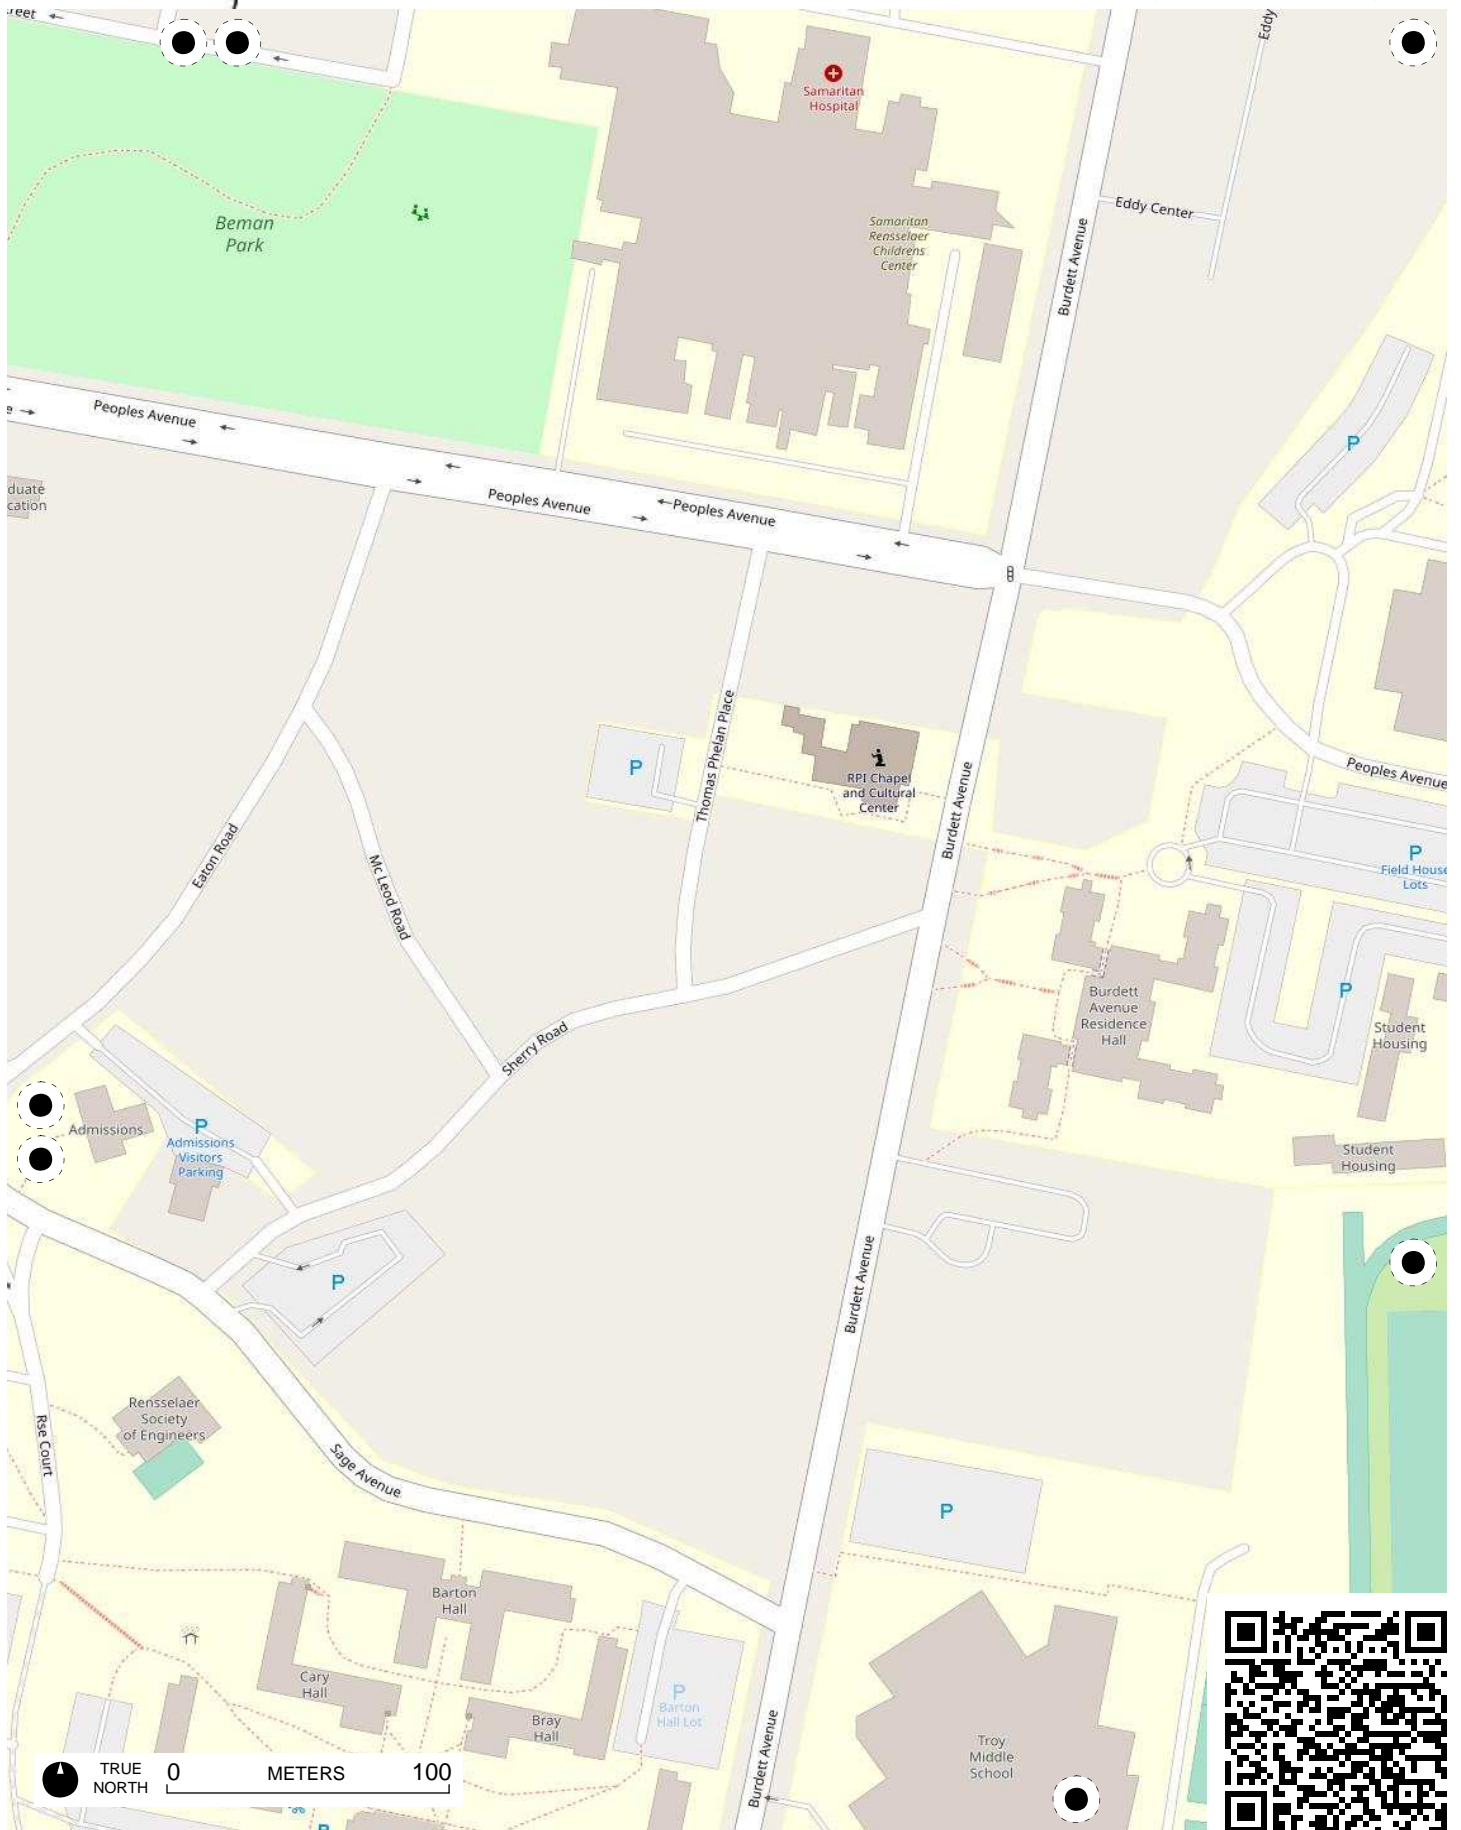 Eddy
Samaritan
Hospital
Beman
Park
Samaritan
Rensselaer
Childrens
Center
Eddy Center
Burdett Avenue
Peoples Avenue
Peoples Avenue
Peoples Avenue
P
duate
cation
Thomas Phelan Place
P
RPI Chapel
and Cultural
Center
Peoples Avenue
Burdett Avenue
Eaton Road
Mc Leod Road
P
Field House
Lots
P
Burdett
Avenue
Residence
Hall
Student
Housing
Sherry Road
Admissions
P
Admissions
Visitors
Parking
Student
Housing
P
Burdett Avenue
Rensselaer
Society
of Engineers
Rse Court
Sage Avenue
P
Barton
Hall
Cary
Hall
P
Barton
Hall Lot
Bray
Hall
Troy
Middle
School
Burdett Avenue
TRUE
NORTH
0 METERS 100
P